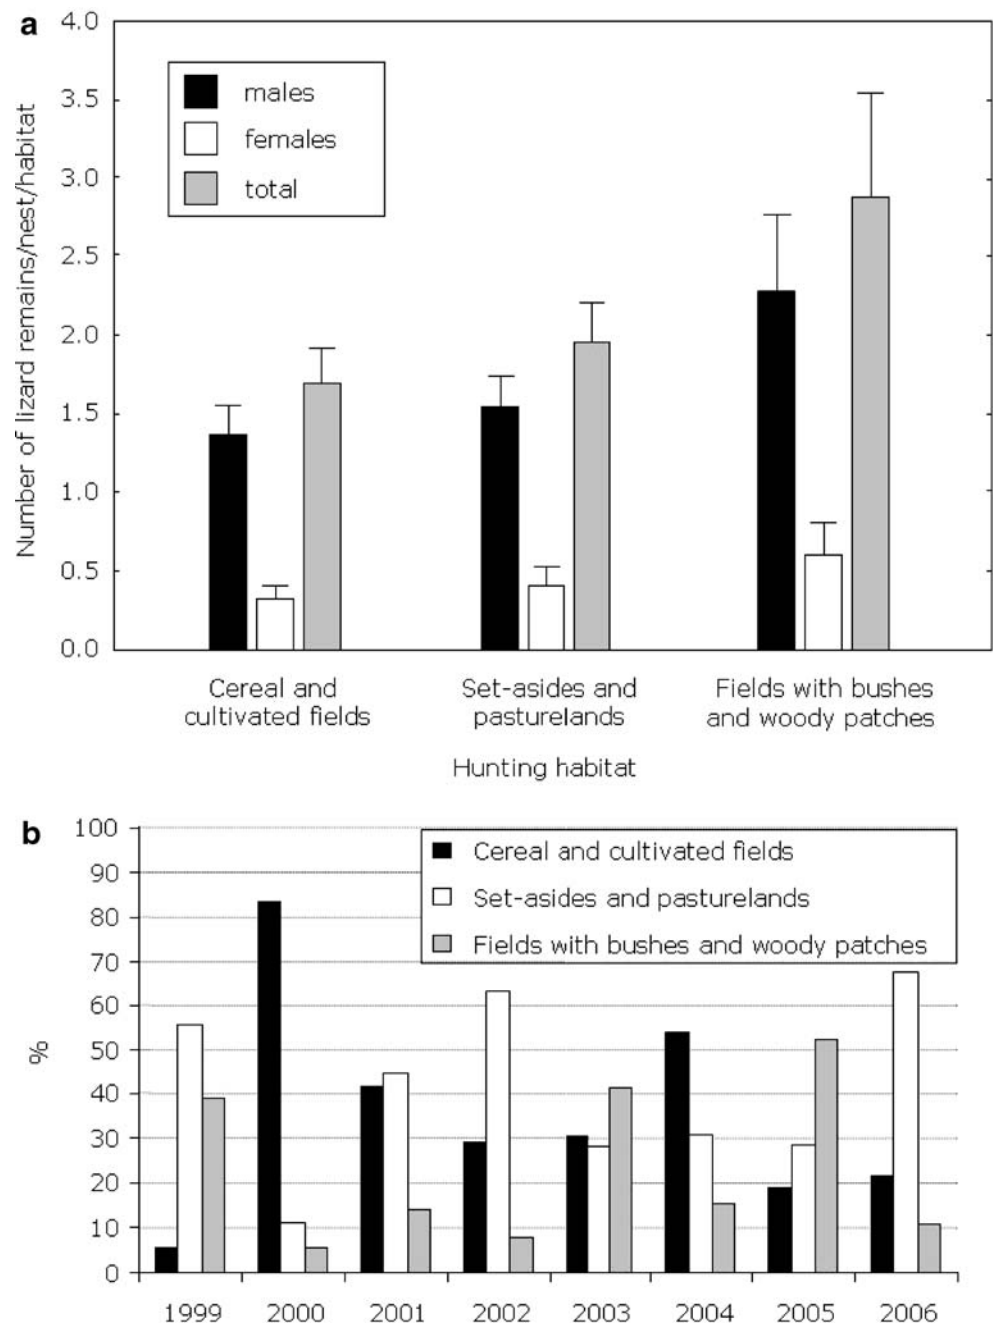 a
4.0
3.5
3.0
2.5
2.0
1.5
1.0
0.5
0.0
Number of lizard remains/nest/habitat
males
females
total
Cereal and
cultivated fields
Set-asides and
pasturelands
Fields with bushes
and woody patches
Hunting habitat
b
100
90
80
70
60
50
40
30
20
10
0
%
Cereal and cultivated fields
Set-asides and pasturelands
Fields with bushes and woody patches
1999 2000 2001 2002 2003 2004 2005 2006